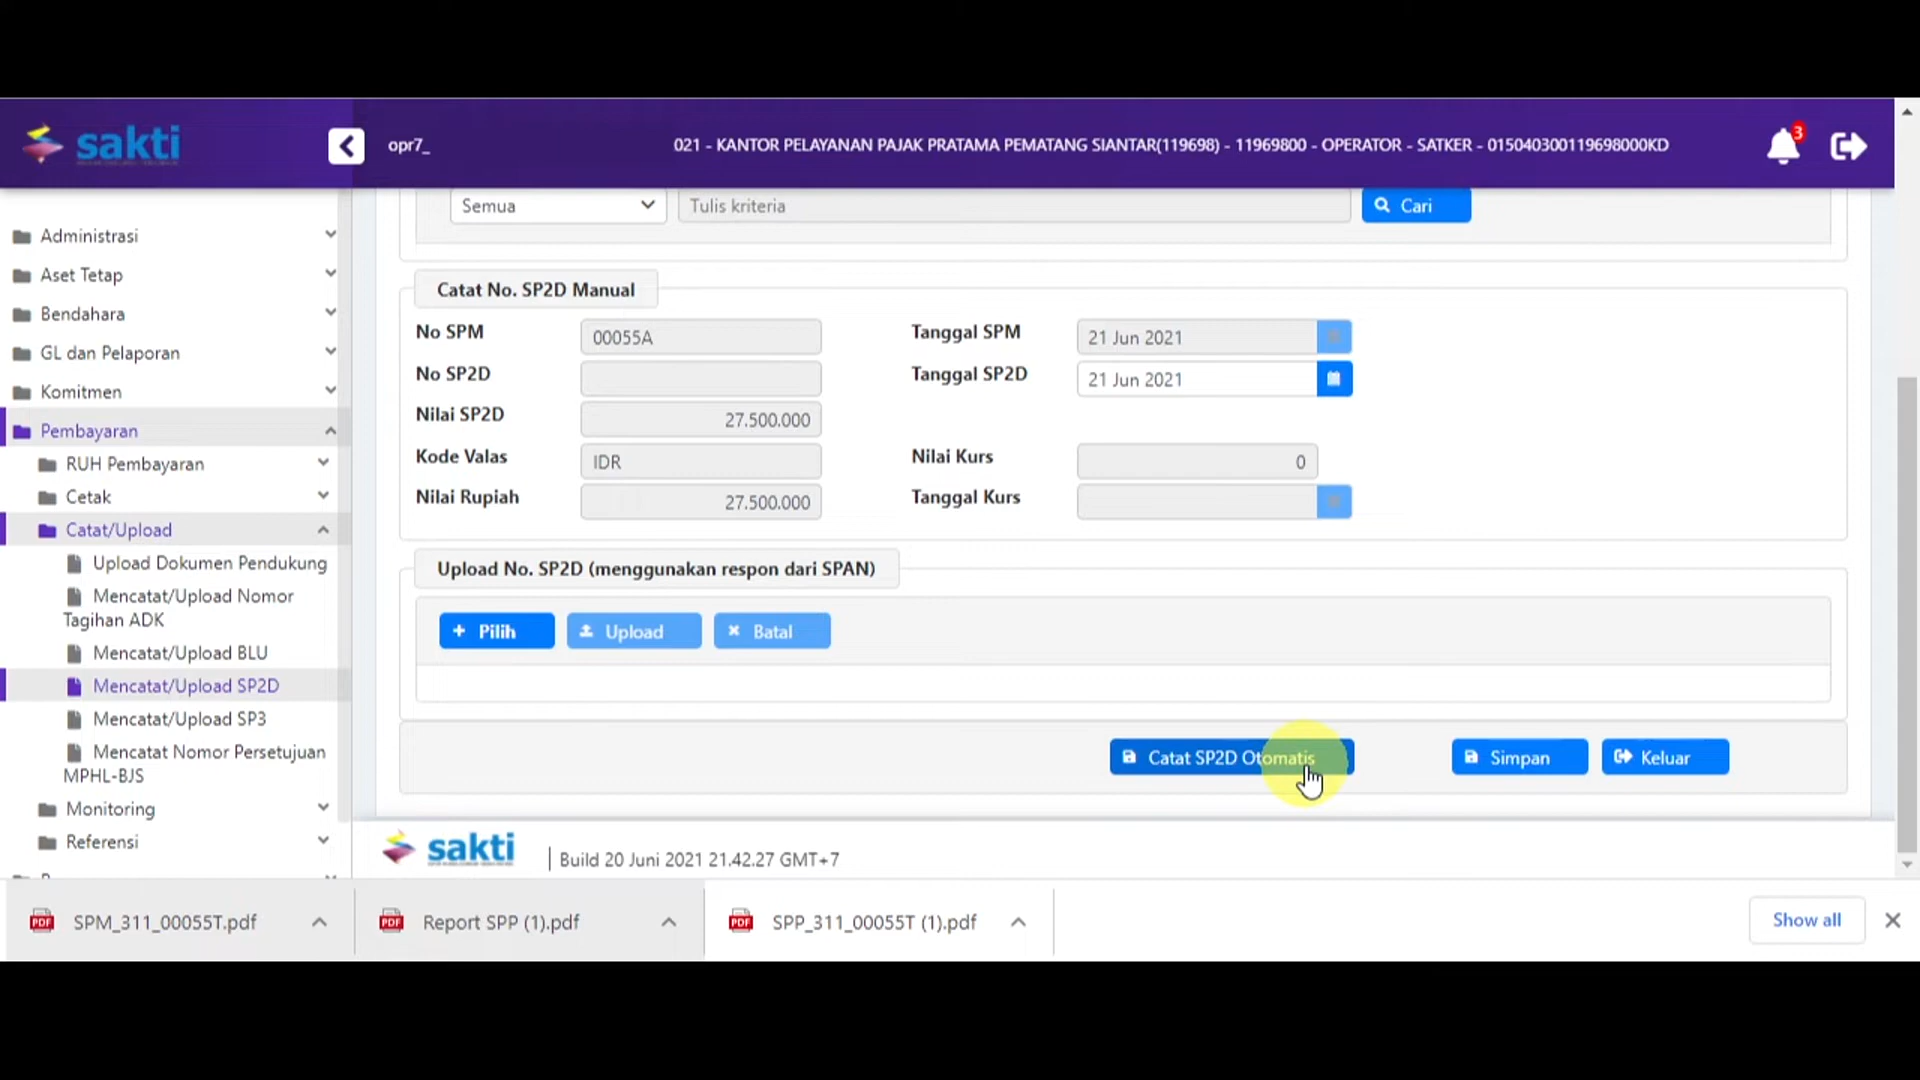 sakti
opr7_
021 - KANTOR PELAYANAN PAJAK PRATAMA PEMATANG SIANTAR(119698) - 11969800 - OPERATOR - SATKER - 015040300119698000KD
3
Administrasi
Aset Tetap
Bendahara
GL dan Pelaporan
Komitmen
Pembayaran
RUH Pembayaran
Cetak
Catat/Upload
Upload Dokumen Pendukung
Mencatat/Upload Nomor
Tagihan ADK
Mencatat/Upload BLU
Mencatat/Upload SP2D
Mencatat/Upload SP3
Mencatat Nomor Persetujuan
MPHL-BJS
Monitoring
Referensi
Semua
Tulis kriteria
Cari
Catat No. SP2D Manual
No SPM
00055A
Tanggal SPM
21 Jun 2021
No SP2D
Tanggal SP2D
21 Jun 2021
Nilai SP2D
27.500.000
Kode Valas
IDR
Nilai Kurs
0
Nilai Rupiah
27.500.000
Tanggal Kurs
Upload No. SP2D (menggunakan respon dari SPAN)
Pilih
Upload
Batal
Catat SP2D Otomatis
Simpan
Keluar
sakti
Build 20 Juni 2021 21.42.27 GMT+7
PDF SPM_311_00055T.pdf
PDF Report SPP (1).pdf
PDF SPP_311_00055T (1).pdf
Show all